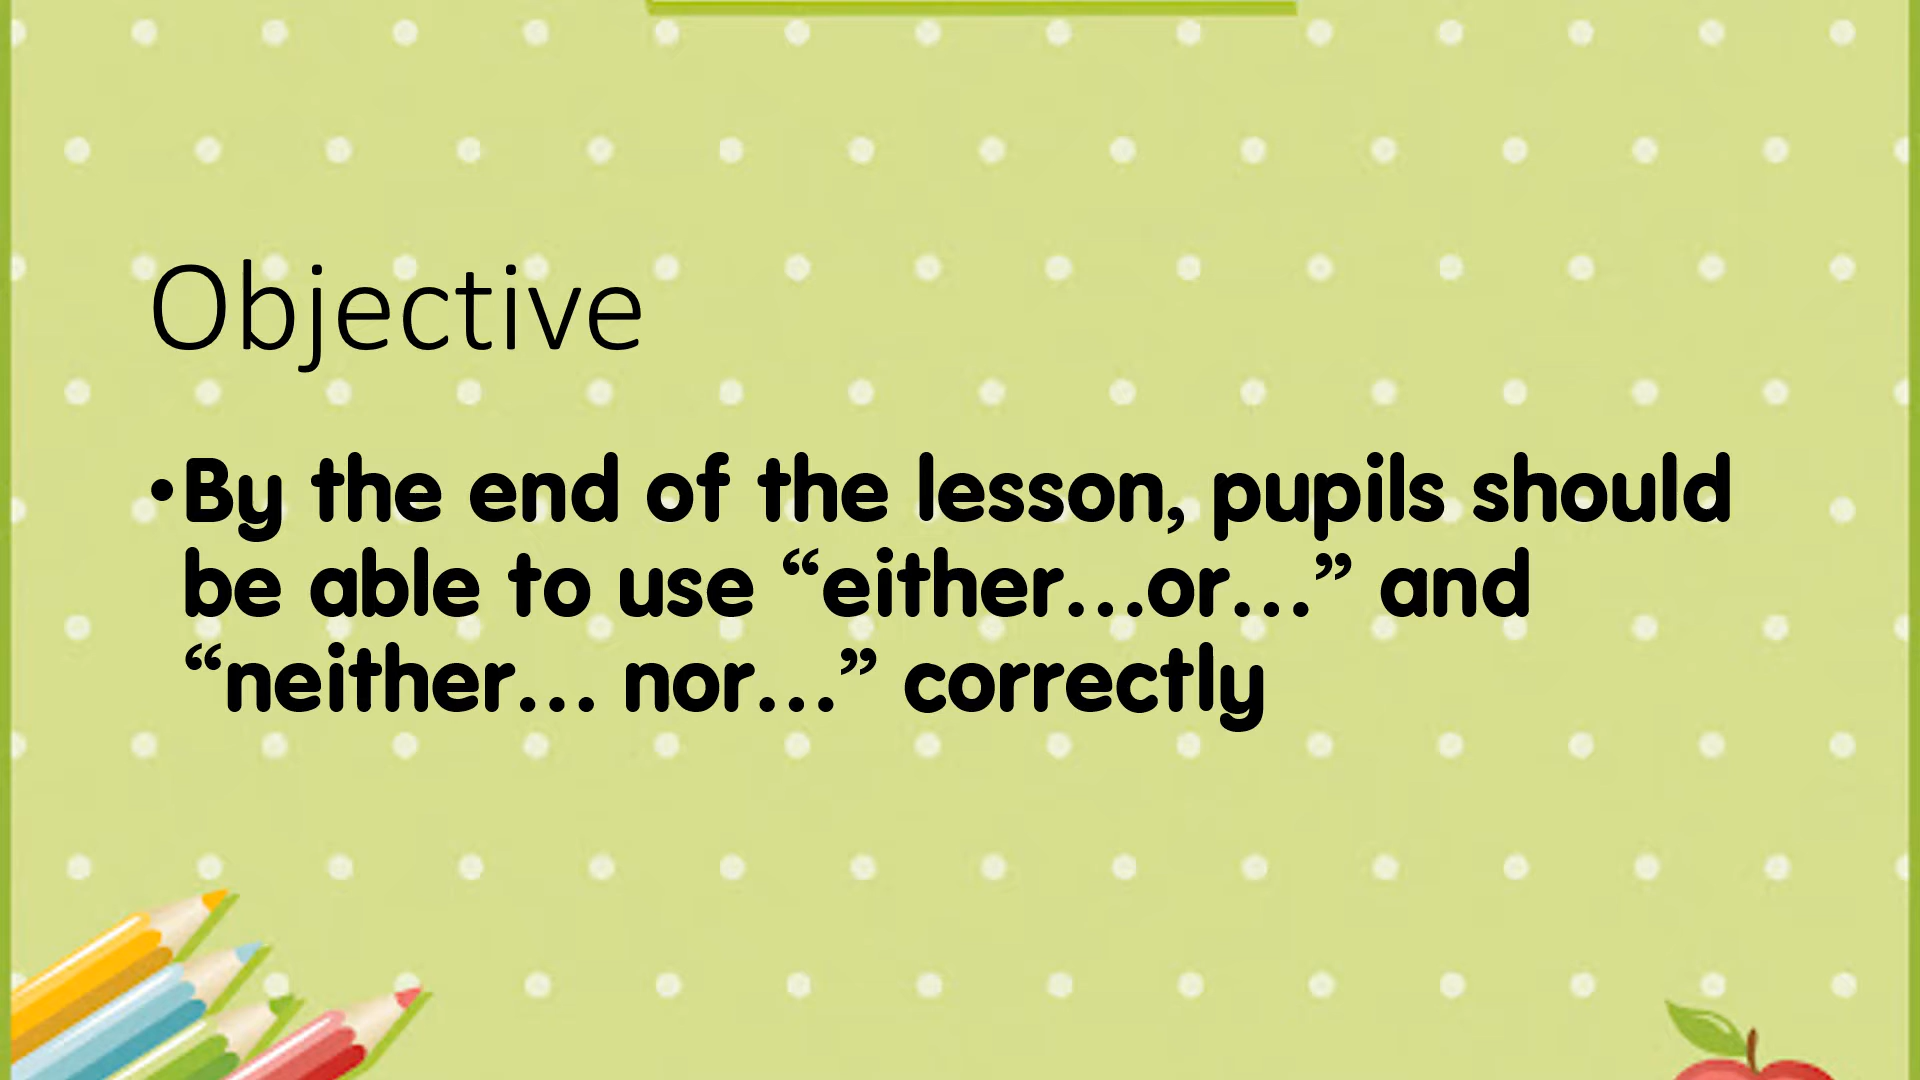 Objective
•By the end of the lesson, pupils should
be able to use “either…or…” and
“neither… nor…” correctly